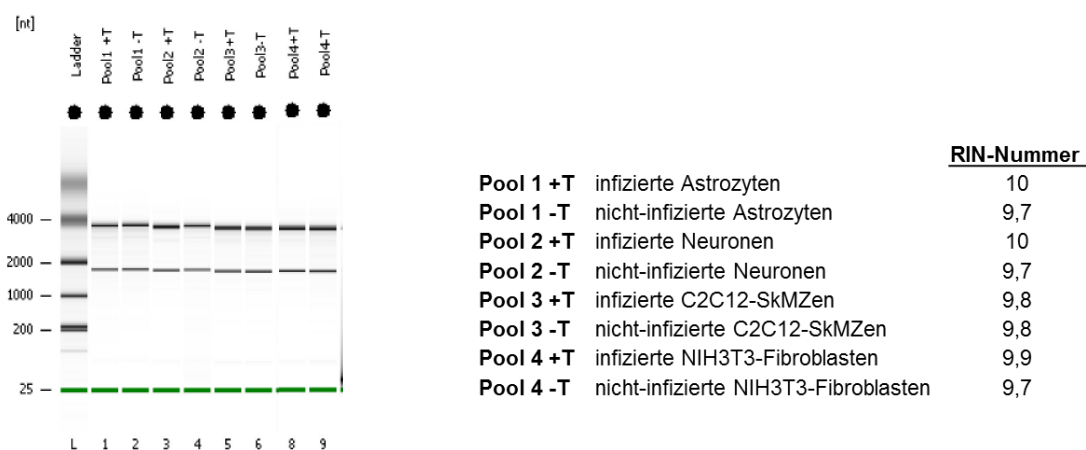 [nt]
Ladder
Pool1 +T
Pool1 -T
Pool2 +T
Pool2 -T
Pool3+T
Pool3-T
Pool4+T
Pool4-T
4000
2000
1000
200
25
L 1 2 3 4 5 6 8 9
RIN-Nummer
Pool 1 +T infizierte Astrozyten 10
Pool 1 -T nicht-infizierte Astrozyten 9,7
Pool 2 +T infizierte Neuronen 10
Pool 2 -T nicht-infizierte Neuronen 9,7
Pool 3 +T infizierte C2C12-SkMZen 9,8
Pool 3 -T nicht-infizierte C2C12-SkMZen 9,8
Pool 4 +T infizierte NIH3T3-Fibroblasten 9,9
Pool 4 -T nicht-infizierte NIH3T3-Fibroblasten 9,7